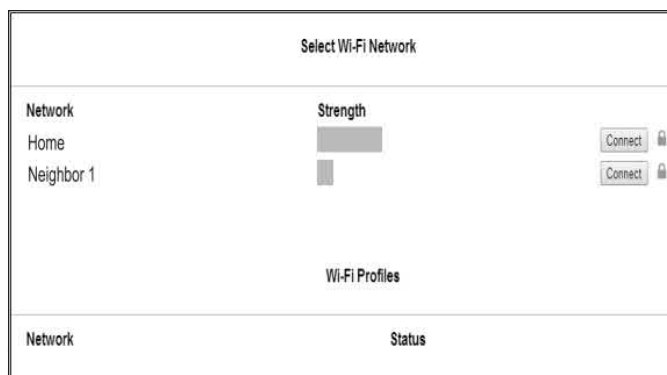 Select Wi-Fi Network
Network Strength
Home Connect
Neighbor 1 Connect
Wi-Fi Profiles
Network Status